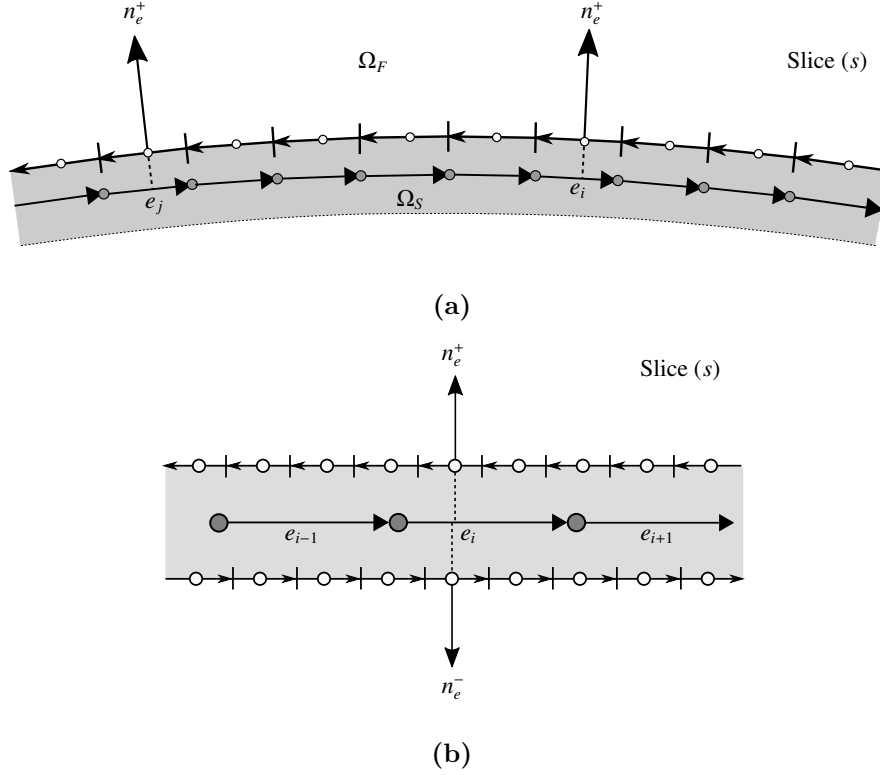 n_e^+ n_e^+
Ω_F Slice (s)
e_j e_i
Ω_S
(a)
n_e^+
Slice (s)
e_{i−1} e_i e_{i+1}
n_e^−
(b)